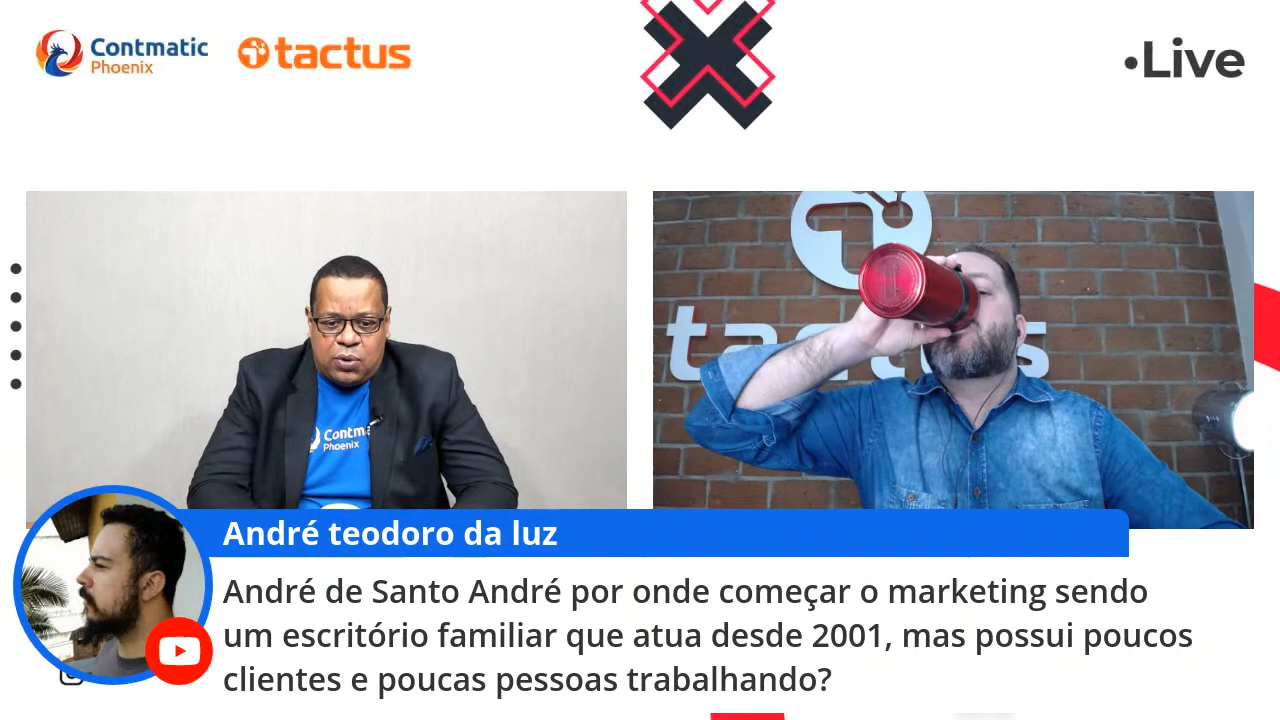 Contmatic
Phoenix
tactus
•Live
tactus
Contma
Phoenix
André teodoro da luz
André de Santo André por onde começar o marketing sendo
um escritório familiar que atua desde 2001, mas possui poucos
clientes e poucas pessoas trabalhando?